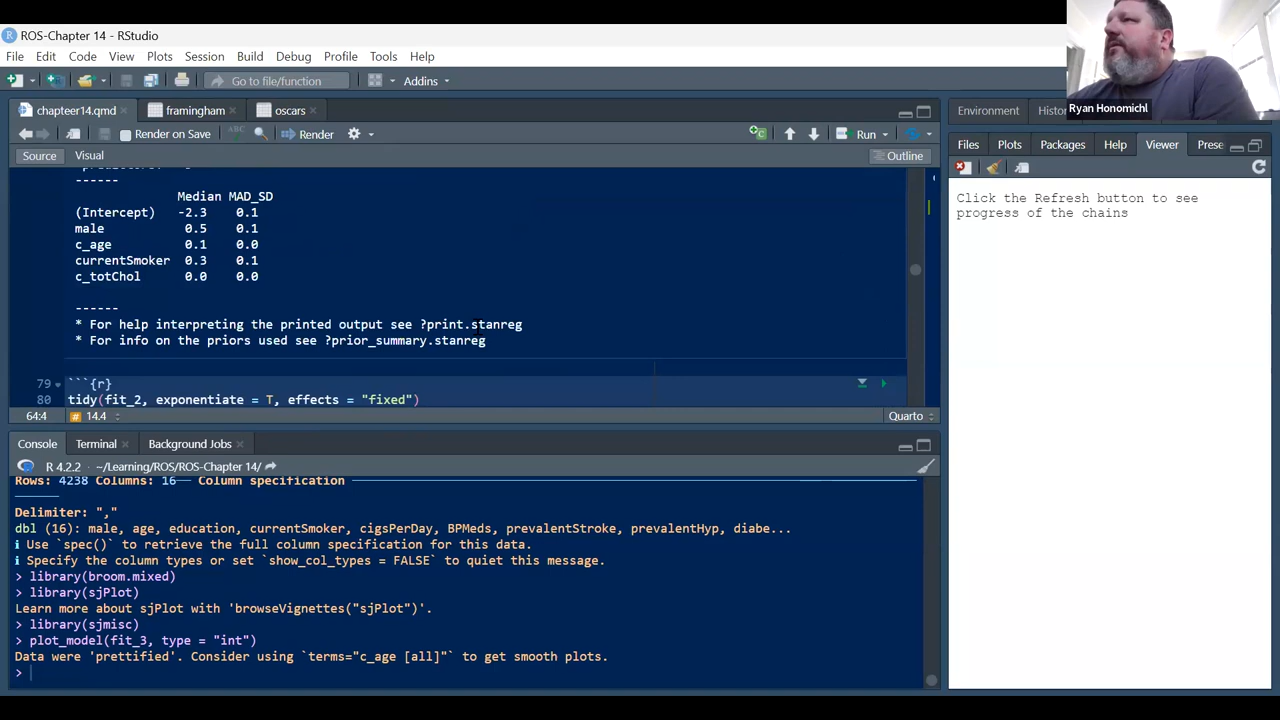 ROS-Chapter 14 - RStudio
File Edit Code View Plots Session Build Debug Profile Tools Help
Go to file/function Addins
Ryan Honomichl
chapteer14.qmd framingham oscars
Environment Histo
Render on Save ABC Render Run
Files Plots Packages Help Viewer Prese
Source Visual Outline
------
Median MAD_SD
(Intercept) -2.3 0.1
male 0.5 0.1
c_age 0.1 0.0
currentSmoker 0.3 0.1
c_totChol 0.0 0.0
------
* For help interpreting the printed output see ?print.stanreg
* For info on the priors used see ?prior_summary.stanreg
79 ```{r}
80 tidy(fit_2, exponentiate = T, effects = "fixed")
64:4 # 14.4 Quarto
Click the Refresh button to see
progress of the chains
Console Terminal Background Jobs
R 4.2.2 · ~/Learning/ROS/ROS-Chapter 14/
Rows: 4238 Columns: 16── Column specification ──────
──────
Delimiter: ","
dbl (16): male, age, education, currentSmoker, cigsPerDay, BPMeds, prevalentStroke, prevalentHyp, diabe...
ℹ Use `spec()` to retrieve the full column specification for this data.
ℹ Specify the column types or set `show_col_types = FALSE` to quiet this message.
> library(broom.mixed)
> library(sjPlot)
Learn more about sjPlot with 'browseVignettes("sjPlot")'.
> library(sjmisc)
> plot_model(fit_3, type = "int")
Data were 'prettified'. Consider using `terms="c_age [all]"` to get smooth plots.
>